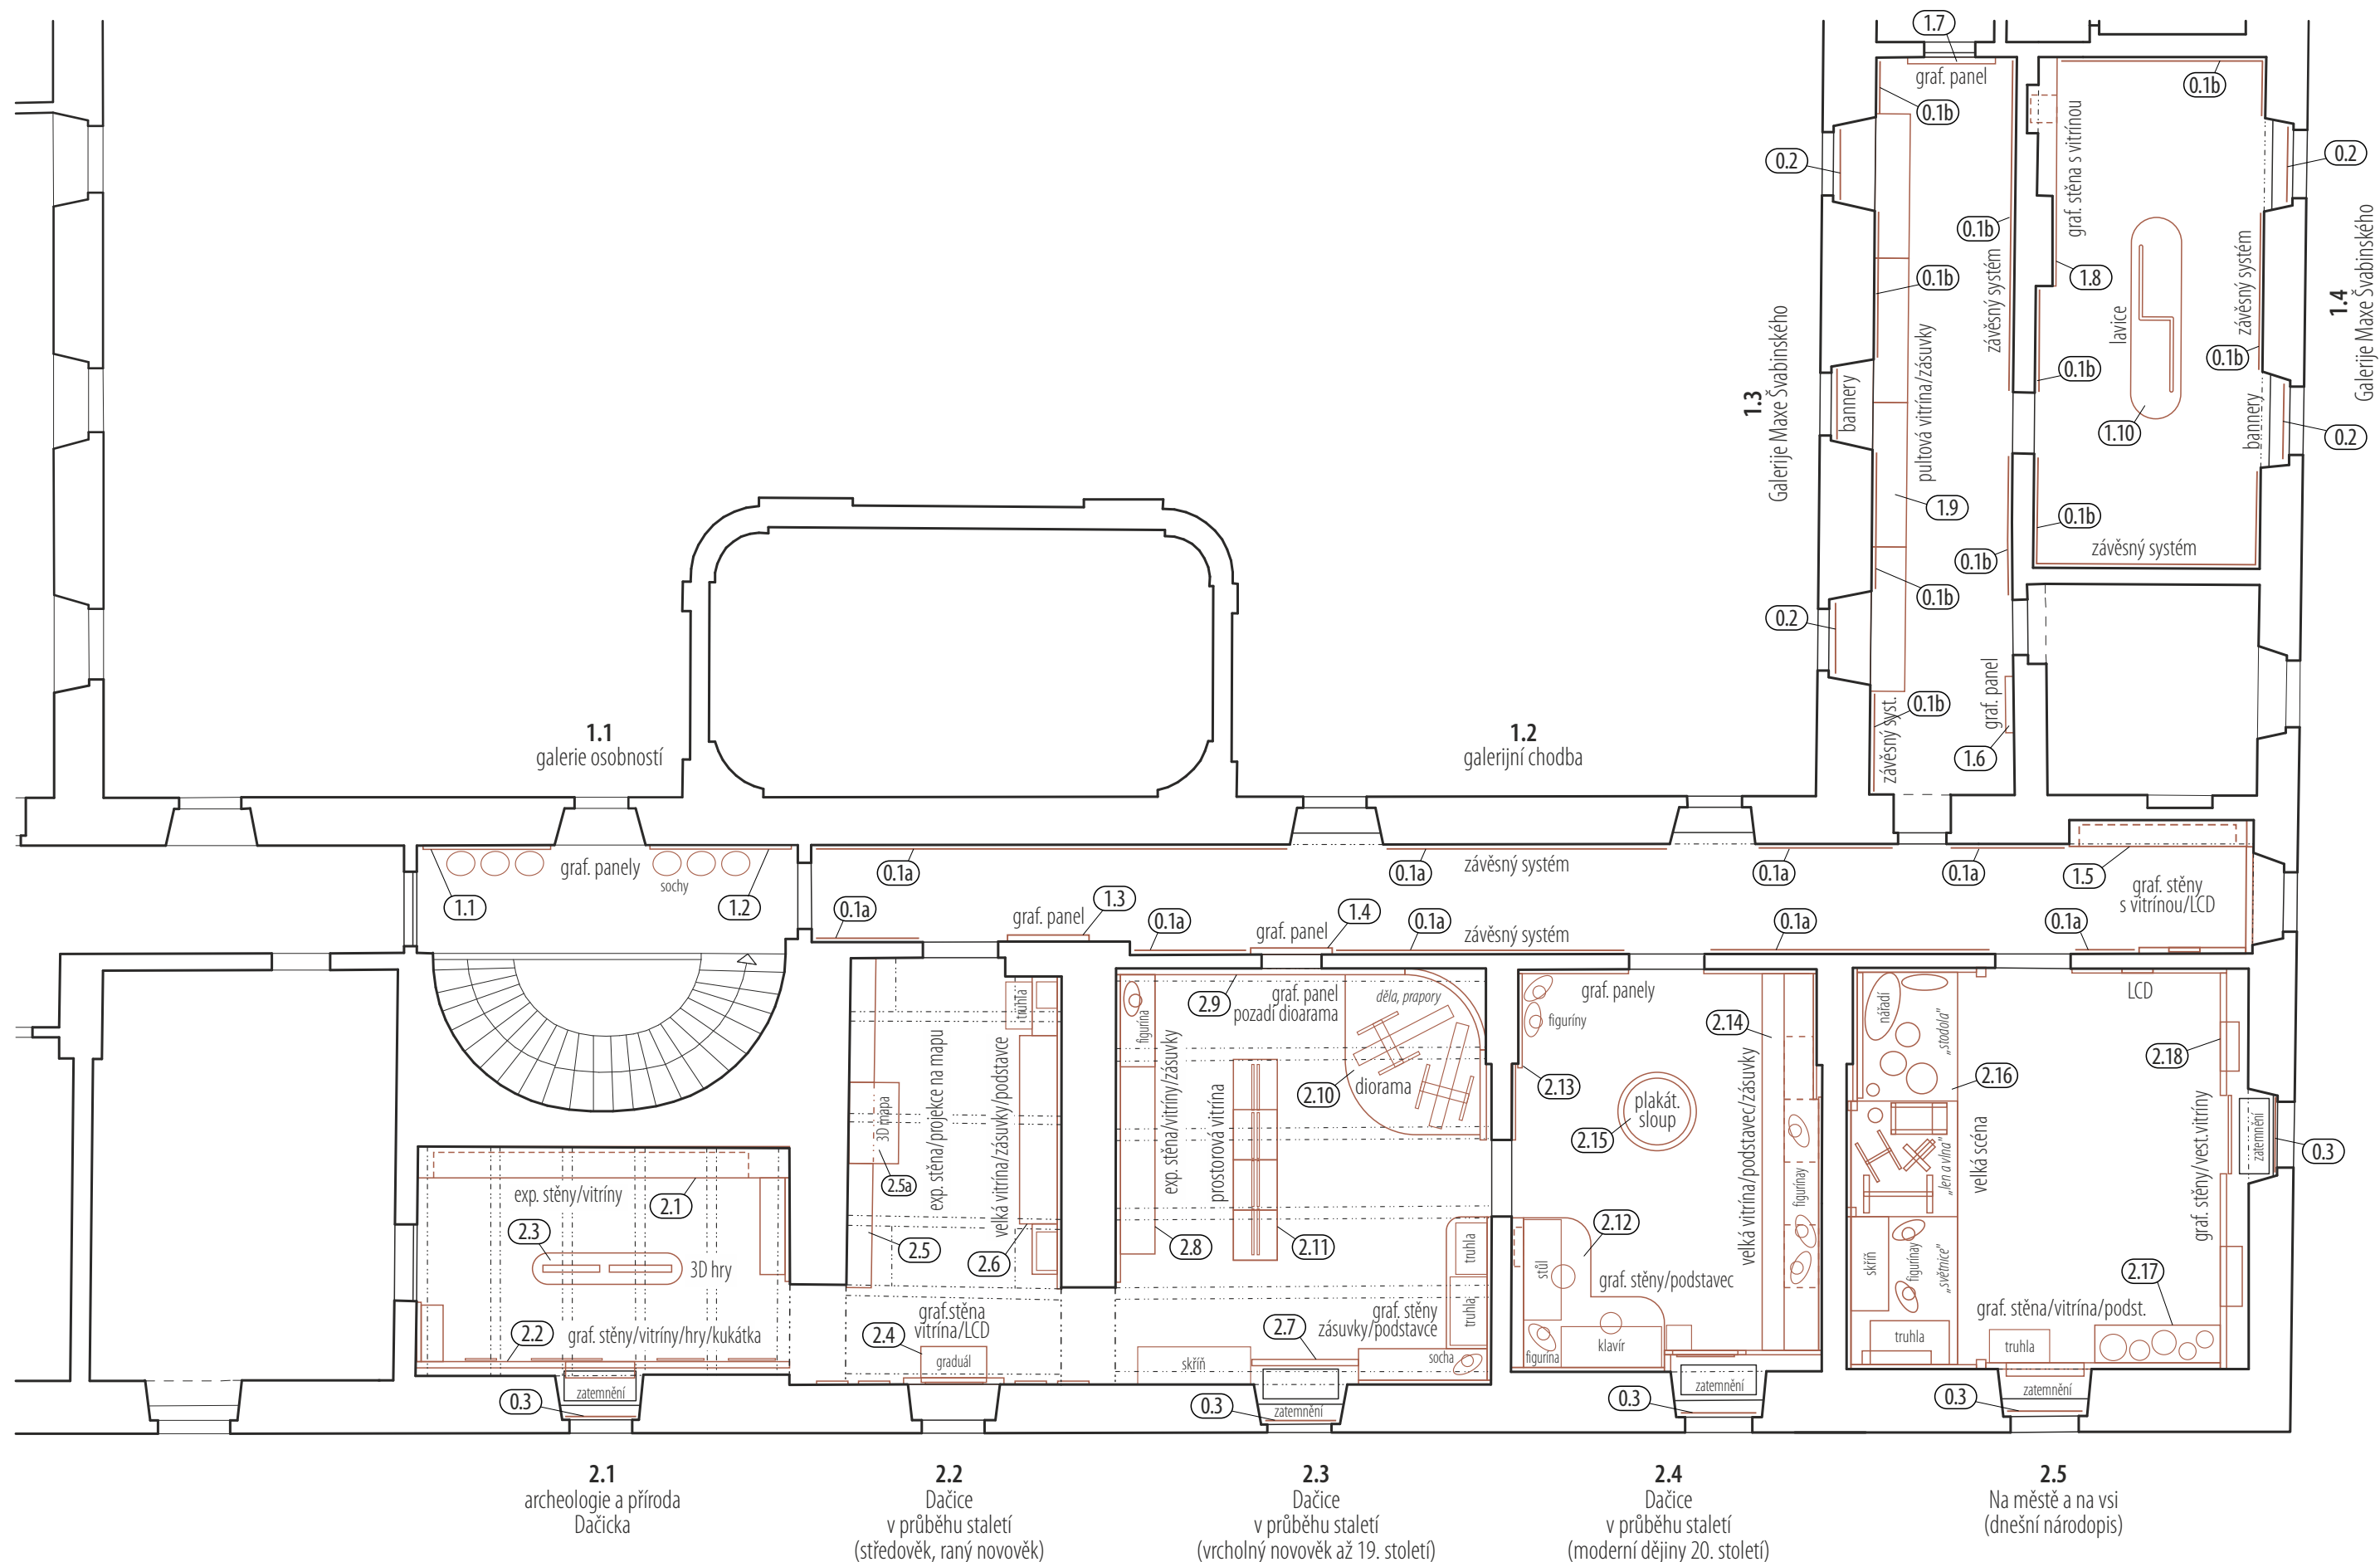 1.7
graf. panel
0.1b
0.1b
graf. stěna s vitrínou
0.2
0.2
0.1b
závěsný systém
0.1b
1.8
lavice
závěsný systém
0.1b
0.1b
1.4
Galerije Maxe Švabinského
1.3
Galerije Maxe Švabinského
bannery
pultová vitrína/zásuvky
1.10
bannery
0.2
1.9
0.1b
závěsný systém
0.1b
0.1b
0.2
závěsný syst.
0.1b
graf. panel
1.6
1.1
galerie osobností
1.2
galerijní chodba
graf. panely
sochy
1.1
1.2
0.1a
0.1a
závěsný systém
0.1a
0.1a
1.5
graf. stěny
s vitrínou/LCD
0.1a
graf. panel
1.3
0.1a
graf. panel
1.4
0.1a
závěsný systém
0.1a
0.1a
truhla
exp. stěna/projekce na mapu
velká vitrína/zásuvky/podstavce
3D mapa
2.5a
2.5
2.6
figurína
2.9
graf. panel
pozadí dioarama
děla, prapory
exp. stěna/vitríny/zásuvky
prostorová vitrína
2.10
diorama
2.8
2.11
truhla
truhla
graf. panely
figuríny
2.14
2.13
plakát.
sloup
2.15
velká vitrína/podstavec/zásuvky
figurínay
2.12
stůl
graf. stěny/podstavec
klavír
figurína
nářadí
„stodola“
2.16
„len a vlna“
velká scéna
skříň
figurínay
„světnice“
truhla
LCD
2.18
graf. stěny/vest.vitríny
zatemnění
0.3
2.17
graf. stěna/vitrína/podst.
truhla
exp. stěny/vitríny
2.1
2.3
3D hry
2.2
graf. stěny/vitríny/hry/kukátka
zatemnění
0.3
graf.stěna
vitrína/LCD
2.4
graduál
2.7
graf. stěny
zásuvky/podstavce
skříň
socha
0.3
zatemnění
0.3
zatemnění
0.3
zatemnění
2.1
archeologie a příroda
Dačicka
2.2
Dačice
v průběhu staletí
(středověk, raný novověk)
2.3
Dačice
v průběhu staletí
(vrcholný novověk až 19. století)
2.4
Dačice
v průběhu staletí
(moderní dějiny 20. století)
2.5
Na městě a na vsi
(dnešní národopis)